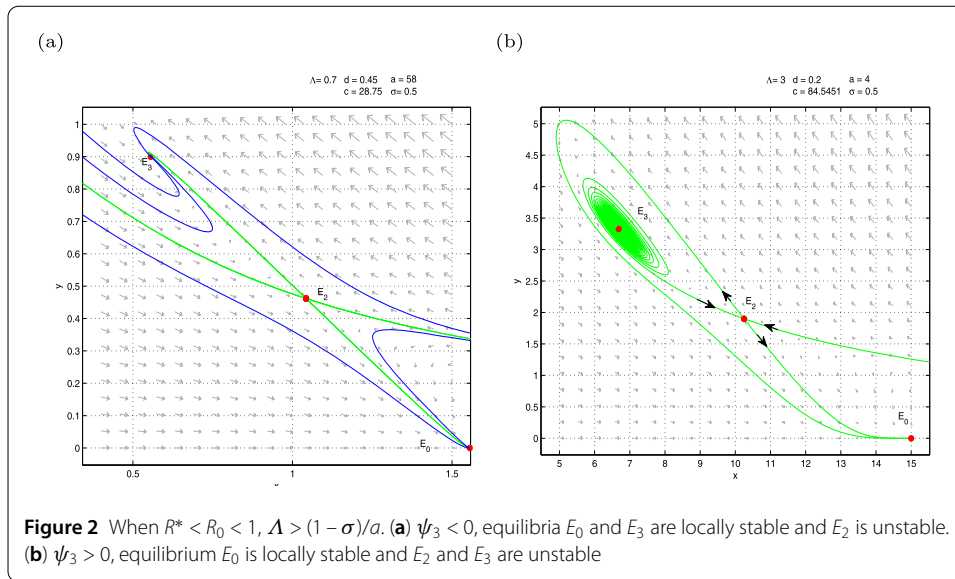 (a)
Λ= 0.7 d = 0.45 a = 58
c = 28.75 σ= 0.5
1
0.9
0.8
0.7
0.6
0.5
0.4
0.3
0.2
0.1
0
y
E3
E2
E0
0.5 1 1.5
(b)
Λ= 3 d = 0.2 a = 4
c = 84.5451 σ= 0.5
5
4.5
4
3.5
3
2.5
2
1.5
1
0.5
0
y
E3
E2
E0
5 6 7 8 9 10 11 12 13 14 15
x
Figure 2 When R* < R0 < 1, Λ > (1 – σ)/a. (a) ψ3 < 0, equilibria E0 and E3 are locally stable and E2 is unstable.
(b) ψ3 > 0, equilibrium E0 is locally stable and E2 and E3 are unstable